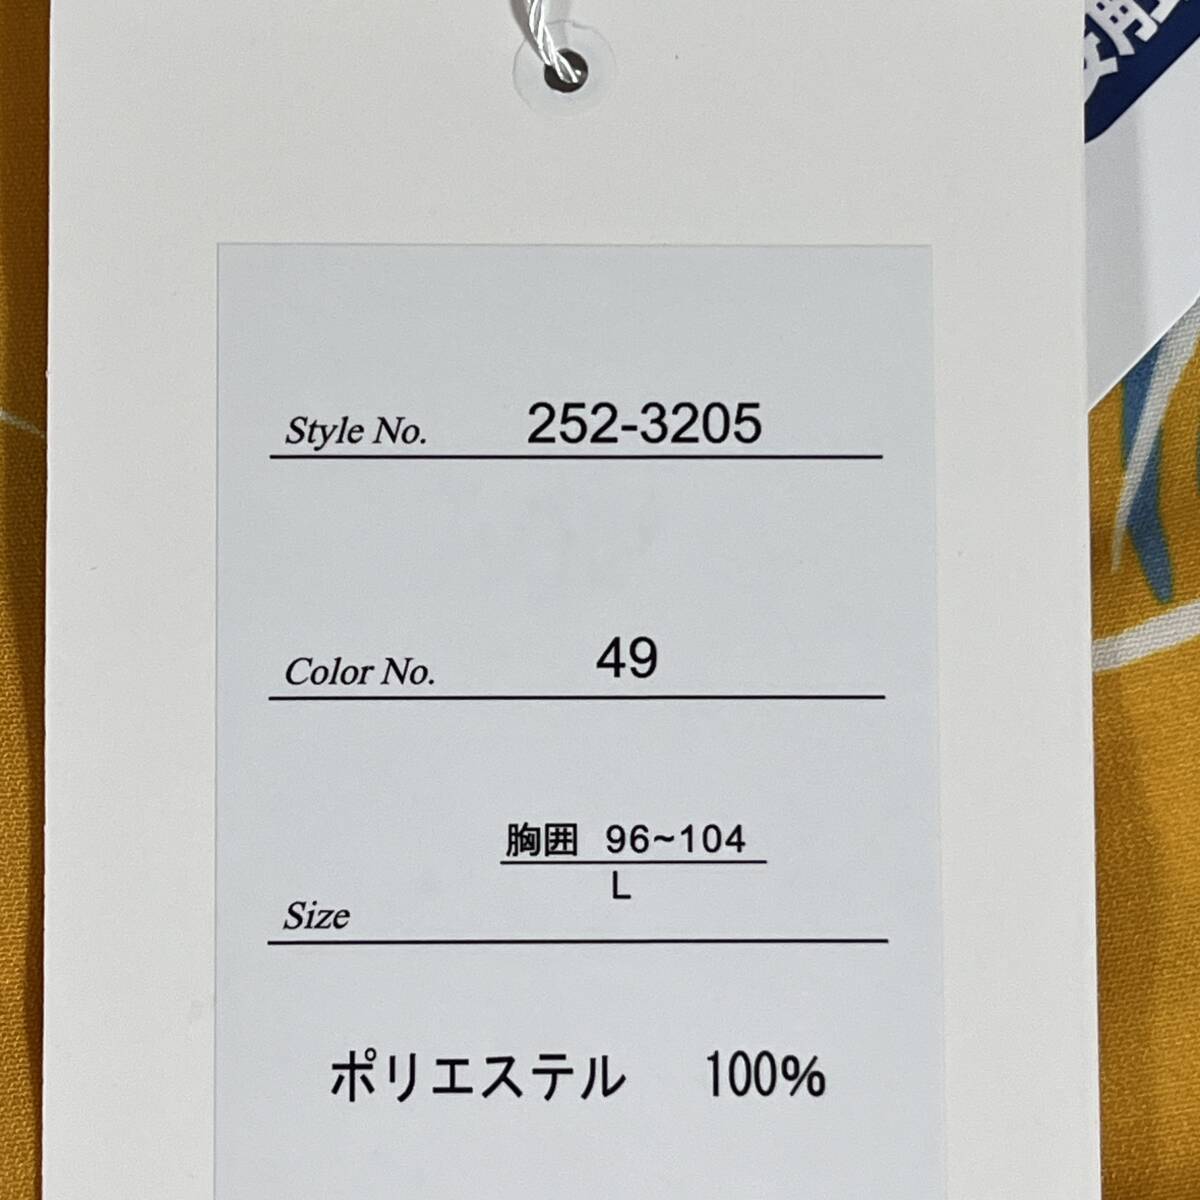 Style No. 252-3205
Color No. 49
胸囲 96~104
L
Size
ポリエステル 100%